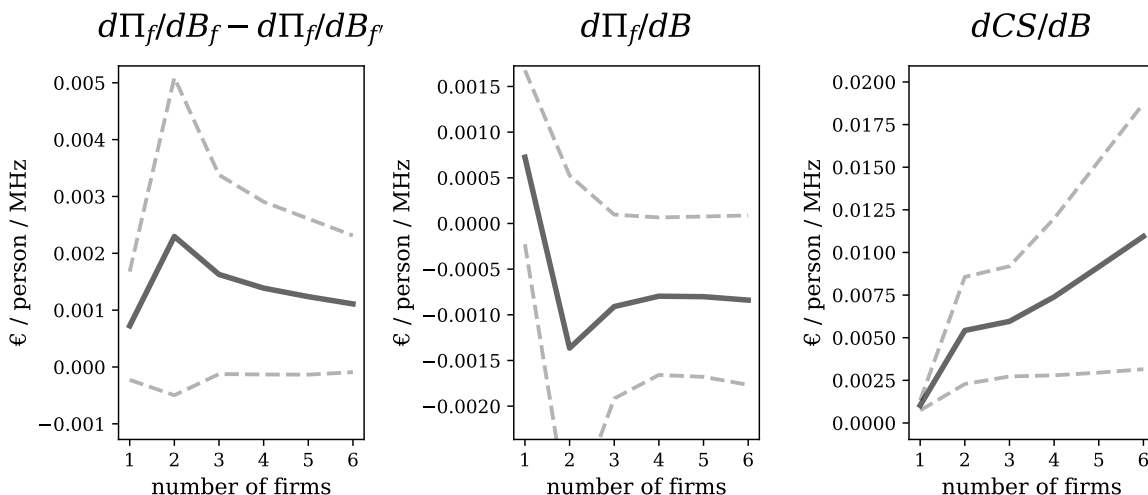 dΠ_f/dB_f − dΠ_f/dB_f′
€ / person / MHz
0.005
0.004
0.003
0.002
0.001
0.000
−0.001
1 2 3 4 5 6
number of firms
dΠ_f/dB
€ / person / MHz
0.0015
0.0010
0.0005
0.0000
−0.0005
−0.0010
−0.0015
−0.0020
1 2 3 4 5 6
number of firms
dCS/dB
€ / person / MHz
0.0200
0.0175
0.0150
0.0125
0.0100
0.0075
0.0050
0.0025
0.0000
1 2 3 4 5 6
number of firms